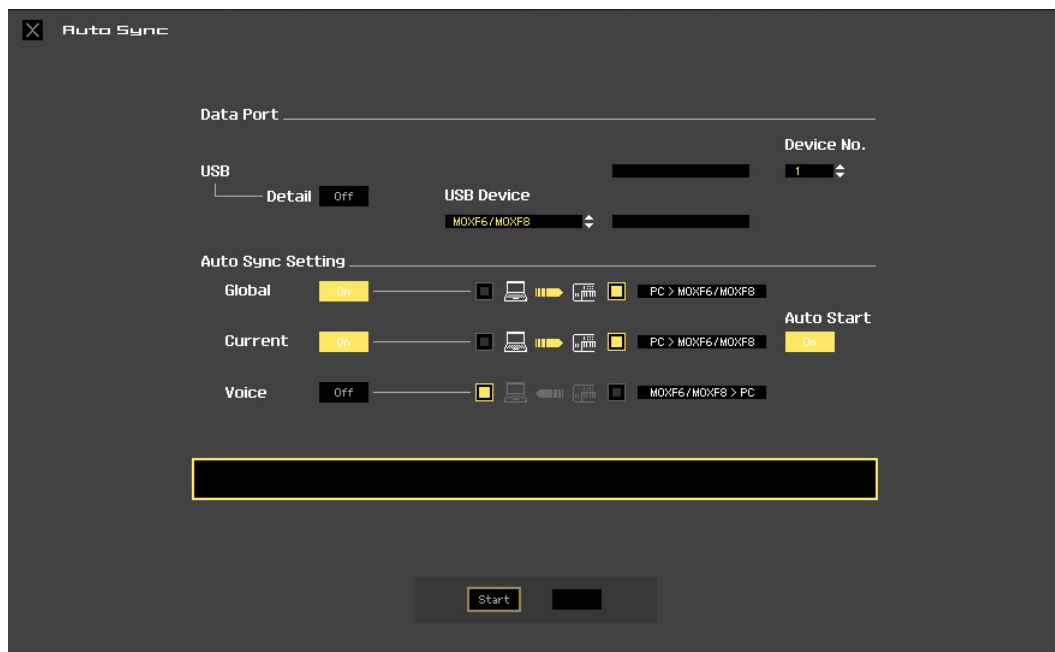 Auto Sync
Data Port
Device No.
USB
1
Detail Off
USB Device
MOXF6/MOXF8
Auto Sync Setting
Global On PC > MOXF6/MOXF8
Auto Start
Current On PC > MOXF6/MOXF8 On
Voice Off MOXF6/MOXF8 > PC
Start